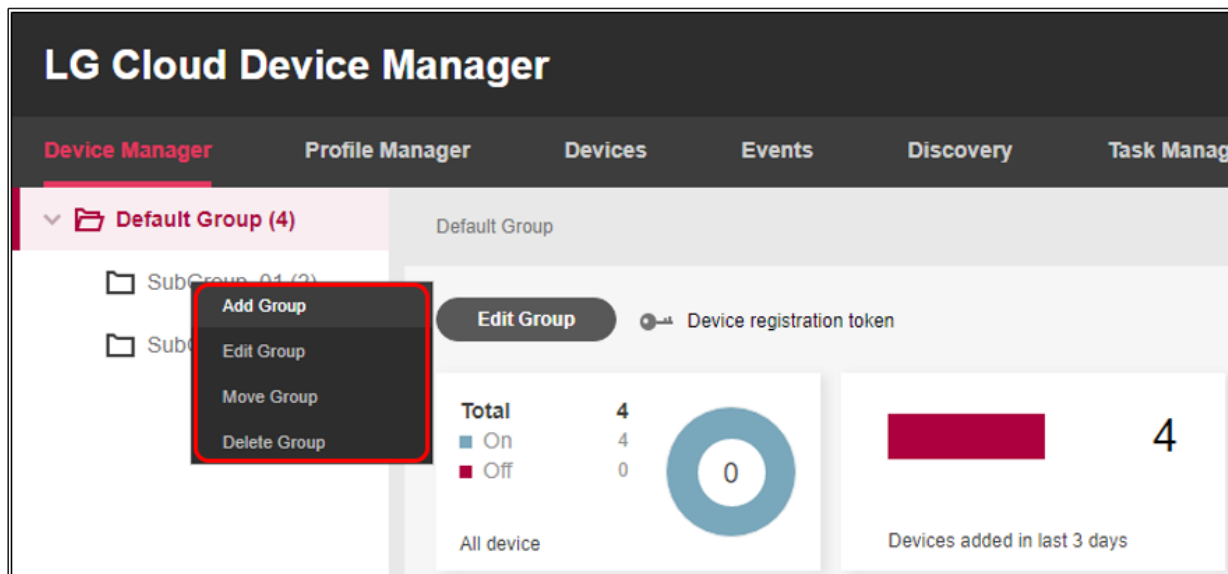 LG Cloud Device Manager
Device Manager Profile Manager Devices Events Discovery Task Manag
Default Group (4)
Default Group
Add Group
Edit Group
Move Group
Delete Group
Edit Group
Device registration token
Total 4
On 4
Off 0
0
All device
4
Devices added in last 3 days